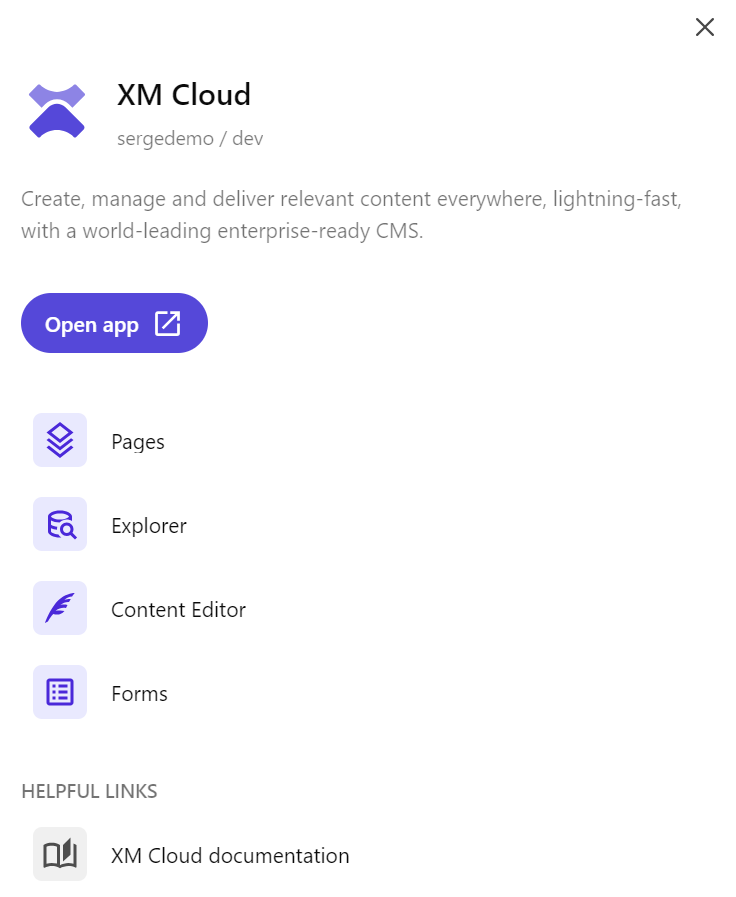 XM Cloud
sergedemo / dev
Create, manage and deliver relevant content everywhere, lightning-fast,
with a world-leading enterprise-ready CMS.
Open app
Pages
Explorer
Content Editor
Forms
HELPFUL LINKS
XM Cloud documentation